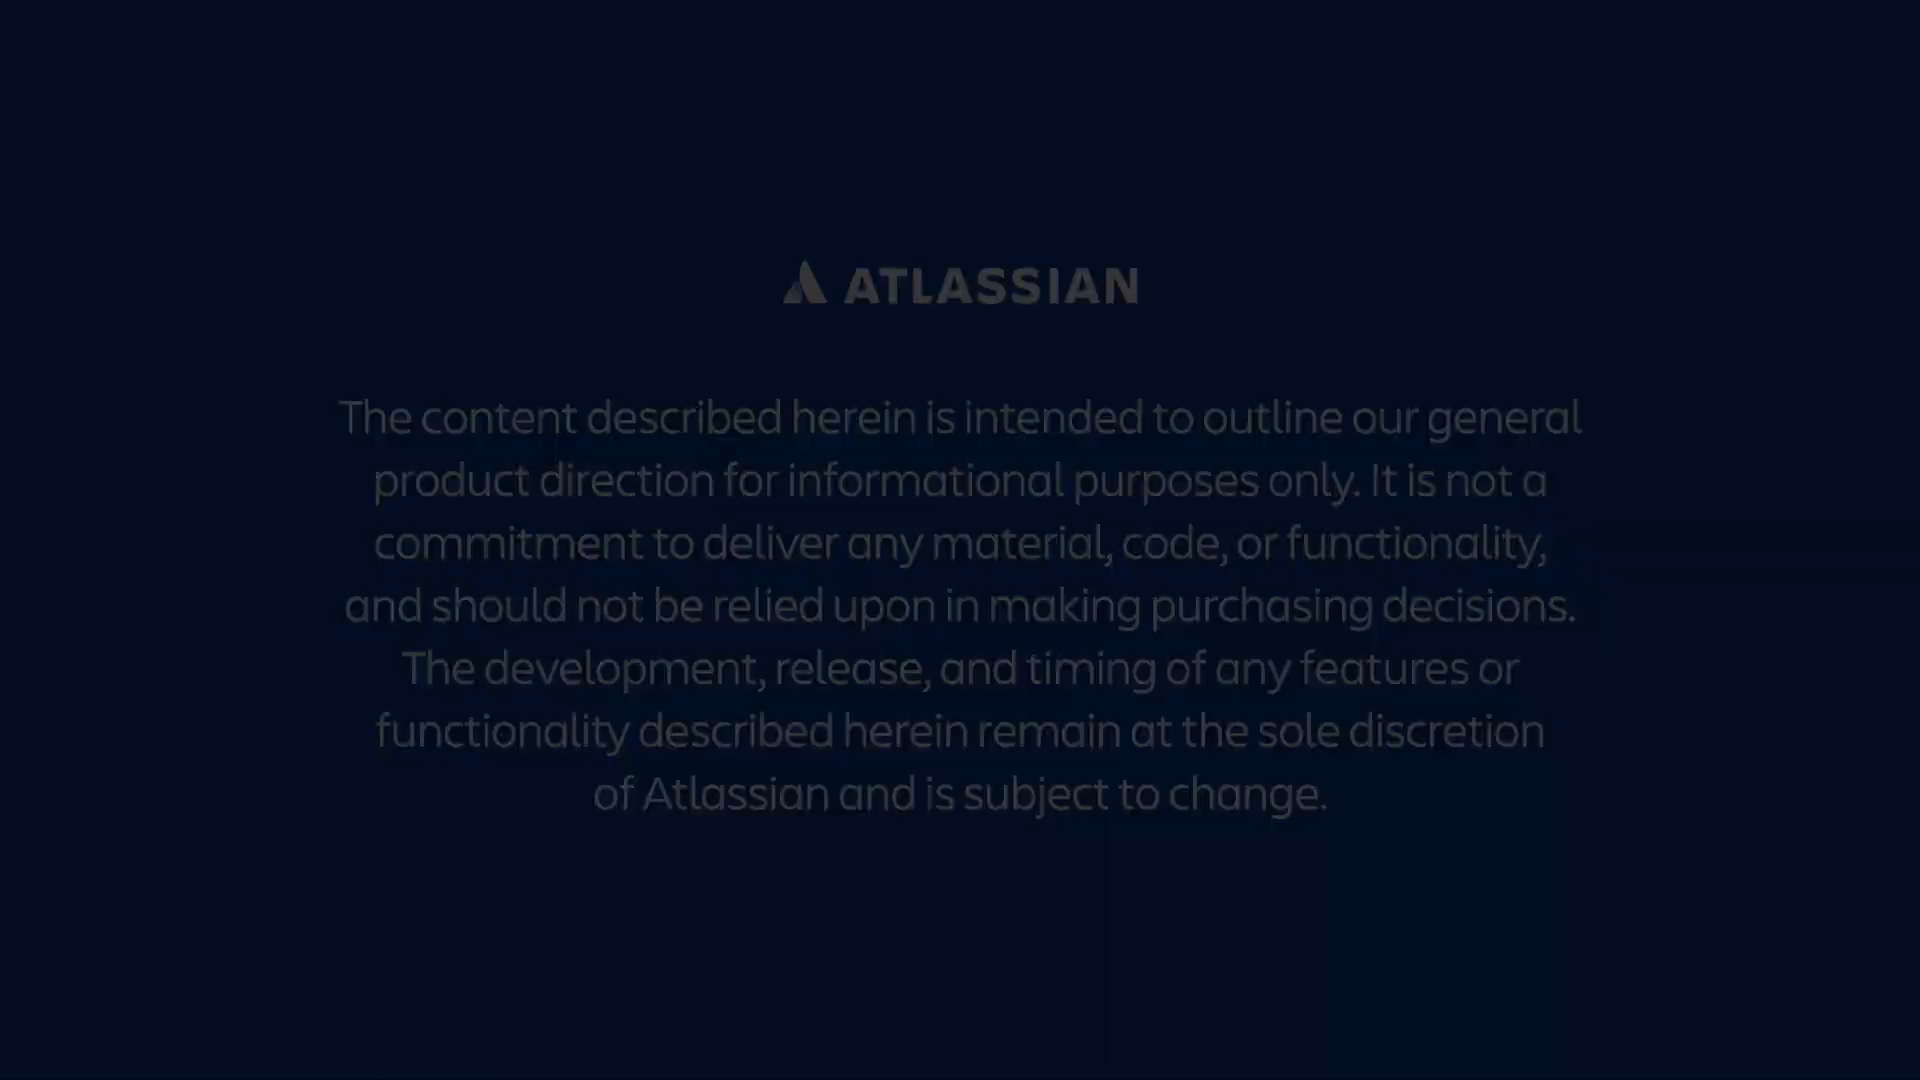 ATLASSIAN
The content described herein is intended to outline our general
product direction for informational purposes only. It is not a
commitment to deliver any material, code, or functionality,
and should not be relied upon in making purchasing decisions.
The development, release, and timing of any features or
functionality described herein remain at the sole discretion
of Atlassian and is subject to change.